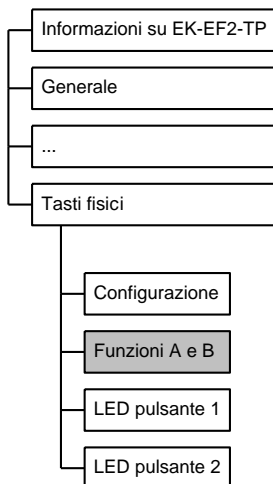 Informazioni su EK-EF2-TP
Generale
...
Tasti fisici
Configurazione
Funzioni A e B
LED pulsante 1
LED pulsante 2